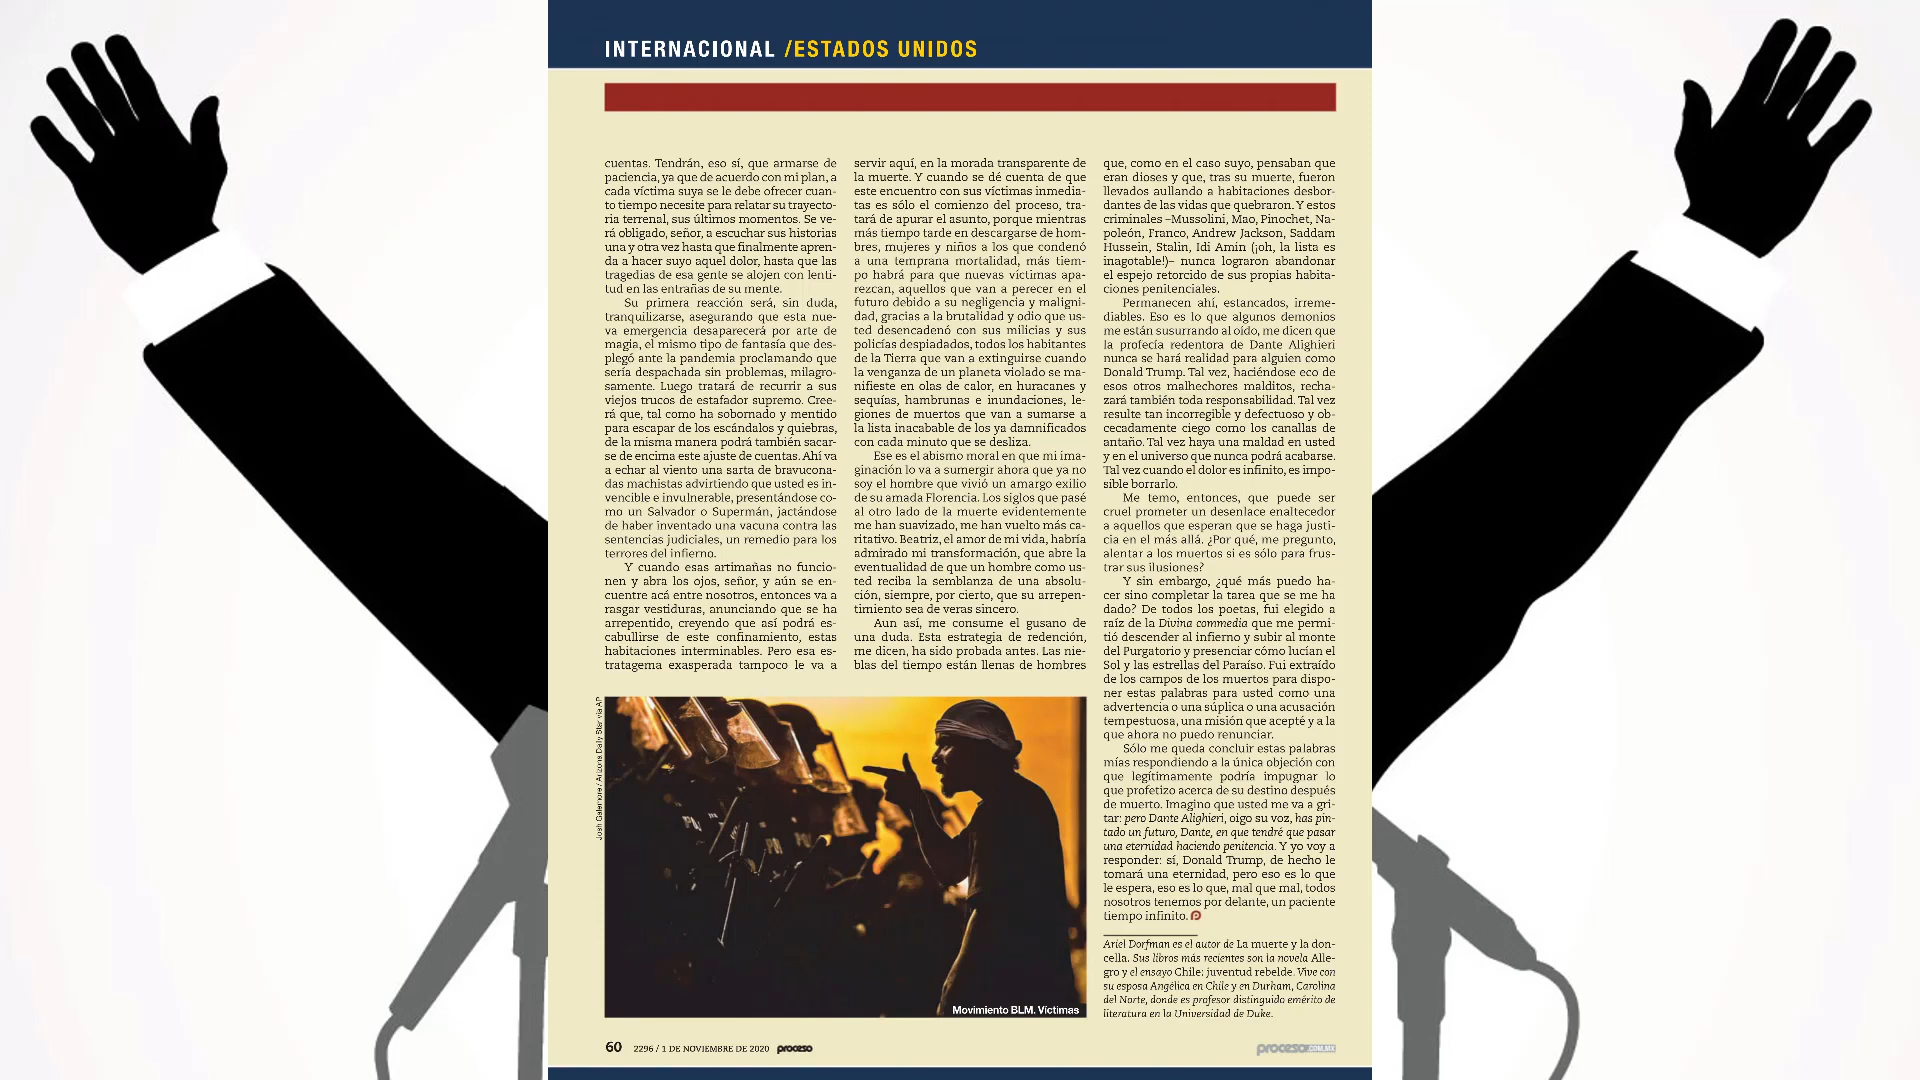 INTERNACIONAL /ESTADOS UNIDOS
cuentas. Tendrán, eso sí, que armarse de
paciencia, ya que de acuerdo con mi plan, a
cada víctima suya se le debe ofrecer cuan-
to tiempo necesite para relatar su trayecto-
ria terrenal, sus últimos momentos. Se ve-
rá obligado, señor, a escuchar sus historias
una y otra vez hasta que finalmente apren-
da a hacer suyo aquel dolor, hasta que las
tragedias de esa gente se alojen con lenti-
tud en las entrañas de su mente.
Su primera reacción será, sin duda,
tranquilizarse, asegurando que esta nue-
va emergencia desaparecerá por arte de
magia, el mismo tipo de fantasía que des-
plegó ante la pandemia proclamando que
sería despachada sin problemas, milagro-
samente. Luego tratará de recurrir a sus
viejos trucos de estafador supremo. Cree-
rá que, tal como ha sobornado y mentido
para escapar de los escándalos y quiebras,
de la misma manera podrá también sacar-
se de encima este ajuste de cuentas. Ahí va
a echar al viento una sarta de bravucona-
das machistas advirtiendo que usted es in-
vencible e invulnerable, presentándose co-
mo un Salvador o Supermán, jactándose
de haber inventado una vacuna contra las
sentencias judiciales, un remedio para los
terrores del infierno.
Y cuando esas artimañas no funcio-
nen y abra los ojos, señor, y aún se en-
cuentre acá entre nosotros, entonces va a
rasgar vestiduras, anunciando que se ha
arrepentido, creyendo que así podrá es-
cabullirse de este confinamiento, estas
habitaciones interminables. Pero esa es-
tratagema exasperada tampoco le va a
servir aquí, en la morada transparente de
la muerte. Y cuando se dé cuenta de que
este encuentro con sus víctimas inmedia-
tas es sólo el comienzo del proceso, tra-
tará de apurar el asunto, porque mientras
más tiempo tarde en descargarse de hom-
bres, mujeres y niños a los que condenó
a una temprana mortalidad, más tiem-
po habrá para que nuevas víctimas apa-
rezcan, aquellos que van a perecer en el
futuro debido a su negligencia y maligni-
dad, gracias a la brutalidad y odio que us-
ted desencadenó con sus milicias y sus
policías despiadados, todos los habitantes
de la Tierra que van a extinguirse cuando
la venganza de un planeta violado se ma-
nifieste en olas de calor, en huracanes y
sequías, hambrunas e inundaciones, le-
giones de muertos que van a sumarse a
la lista inacabable de los ya damnificados
con cada minuto que se desliza.
Ese es el abismo moral en que mi ima-
ginación lo va a sumergir ahora que ya no
soy el hombre que vivió un amargo exilio
de su amada Florencia. Los siglos que pasé
al otro lado de la muerte evidentemente
me han suavizado, me han vuelto más ca-
ritativo. Beatriz, el amor de mi vida, habría
admirado mi transformación, que abre la
eventualidad de que un hombre como us-
ted reciba la semblanza de una absolu-
ción, siempre, por cierto, que su arrepen-
timiento sea de veras sincero.
Aun así, me consume el gusano de
una duda. Esta estrategia de redención,
me dicen, ha sido probada antes. Las nie-
blas del tiempo están llenas de hombres
que, como en el caso suyo, pensaban que
eran dioses y que, tras su muerte, fueron
llevados aullando a habitaciones desbor-
dantes de las vidas que quebraron. Y estos
criminales –Mussolini, Mao, Pinochet, Na-
poleón, Franco, Andrew Jackson, Saddam
Hussein, Stalin, Idi Amin (¡oh, la lista es
inagotable!)– nunca lograron abandonar
el espejo retorcido de sus propias habita-
ciones penitenciales.
Permanecen ahí, estancados, irreme-
diables. Eso es lo que algunos demonios
me están susurrando al oído, me dicen que
la profecía redentora de Dante Alighieri
nunca se hará realidad para alguien como
Donald Trump. Tal vez, haciéndose eco de
esos otros malhechores malditos, recha-
zará también toda responsabilidad. Tal vez
resulte tan incorregible y defectuoso y ob-
cecadamente ciego como los canallas de
antaño. Tal vez haya una maldad en usted
y en el universo que nunca podrá acabarse.
Tal vez cuando el dolor es infinito, es impo-
sible borrarlo.
Me temo, entonces, que puede ser
cruel prometer un desenlace enaltecedor
a aquellos que esperan que se haga justi-
cia en el más allá. ¿Por qué, me pregunto,
alentar a los muertos si es sólo para frus-
trar sus ilusiones?
Y sin embargo, ¿qué más puedo ha-
cer sino completar la tarea que se me ha
dado? De todos los poetas, fui elegido a
raíz de la Divina commedia que me permi-
tió descender al infierno y subir al monte
del Purgatorio y presenciar cómo lucían el
Sol y las estrellas del Paraíso. Fui extraído
de los campos de los muertos para dispo-
ner estas palabras para usted como una
advertencia o una súplica o una acusación
tempestuosa, una misión que acepté y a la
que ahora no puedo renunciar.
Sólo me queda concluir estas palabras
mías respondiendo a la única objeción con
que legítimamente podría impugnar lo
que profetizo acerca de su destino después
de muerto. Imagino que usted me va a gri-
tar: pero Dante Alighieri, oigo su voz, has pin-
tado un futuro, Dante, en que tendré que pasar
una eternidad haciendo penitencia. Y yo voy a
responder: sí, Donald Trump, de hecho le
tomará una eternidad, pero eso es lo que
le espera, eso es lo que, mal que mal, todos
nosotros tenemos por delante, un paciente
tiempo infinito.
Ariel Dorfman es el autor de La muerte y la don-
cella. Sus libros más recientes son la novela Alle-
gro y el ensayo Chile: juventud rebelde. Vive con
su esposa Angélica en Chile y en Durham, Carolina
del Norte, donde es profesor distinguido emérito de
literatura en la Universidad de Duke.
Josh Galemore / Arizona Daily Star vía AP
Movimiento BLM. Víctimas
60 2296 / 1 DE NOVIEMBRE DE 2020 proceso
proceso.COM.MX